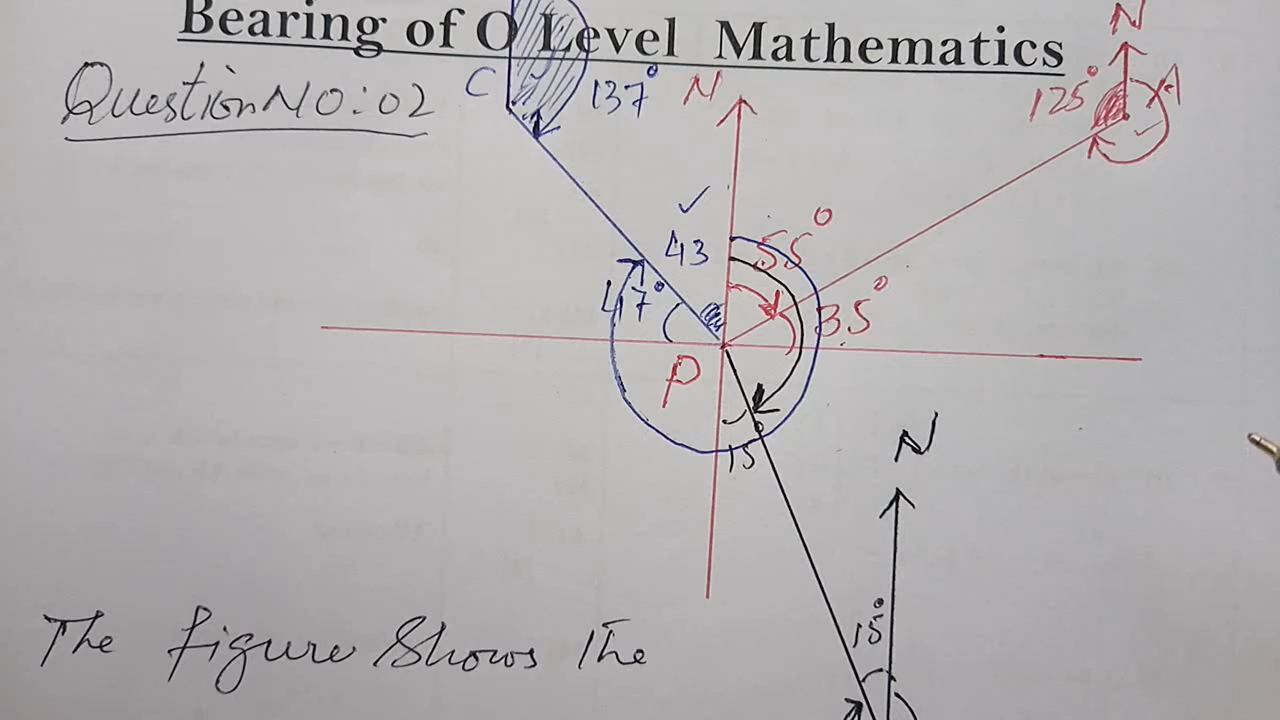 Bearing of O Level Mathematics
Question NO: 02
C
137°
N
125°
N
A
43
55°
47°
35°
P
15°
N
15°
The figure Shows The